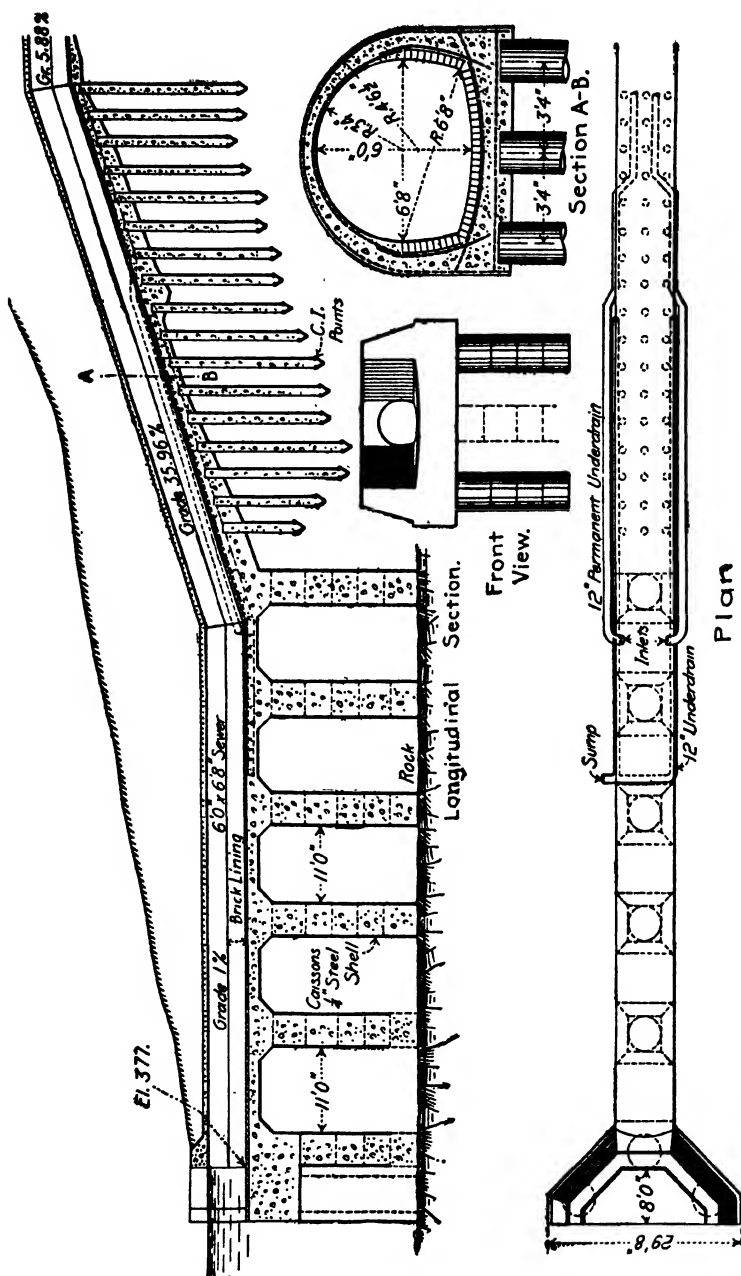 Gr. 5.88%
Grade 35.96%
A
B
C.I.
Points
6'0" x 6'8" Sewer
Grade 1%
Brick Lining
El. 377.
11'0"
11'0"
Caissons
¼" Steel
Shell
Rock
Longitudinal Section.
6'0"
R.3'4"
R.4'6½"
6'8"
R.6'8"
3'4"
3'4"
Section A-B.
Front
View.
12" Permanent Underdrain
Inlets
Sump
12" Underdrain
8'0"
29'8"
Plan